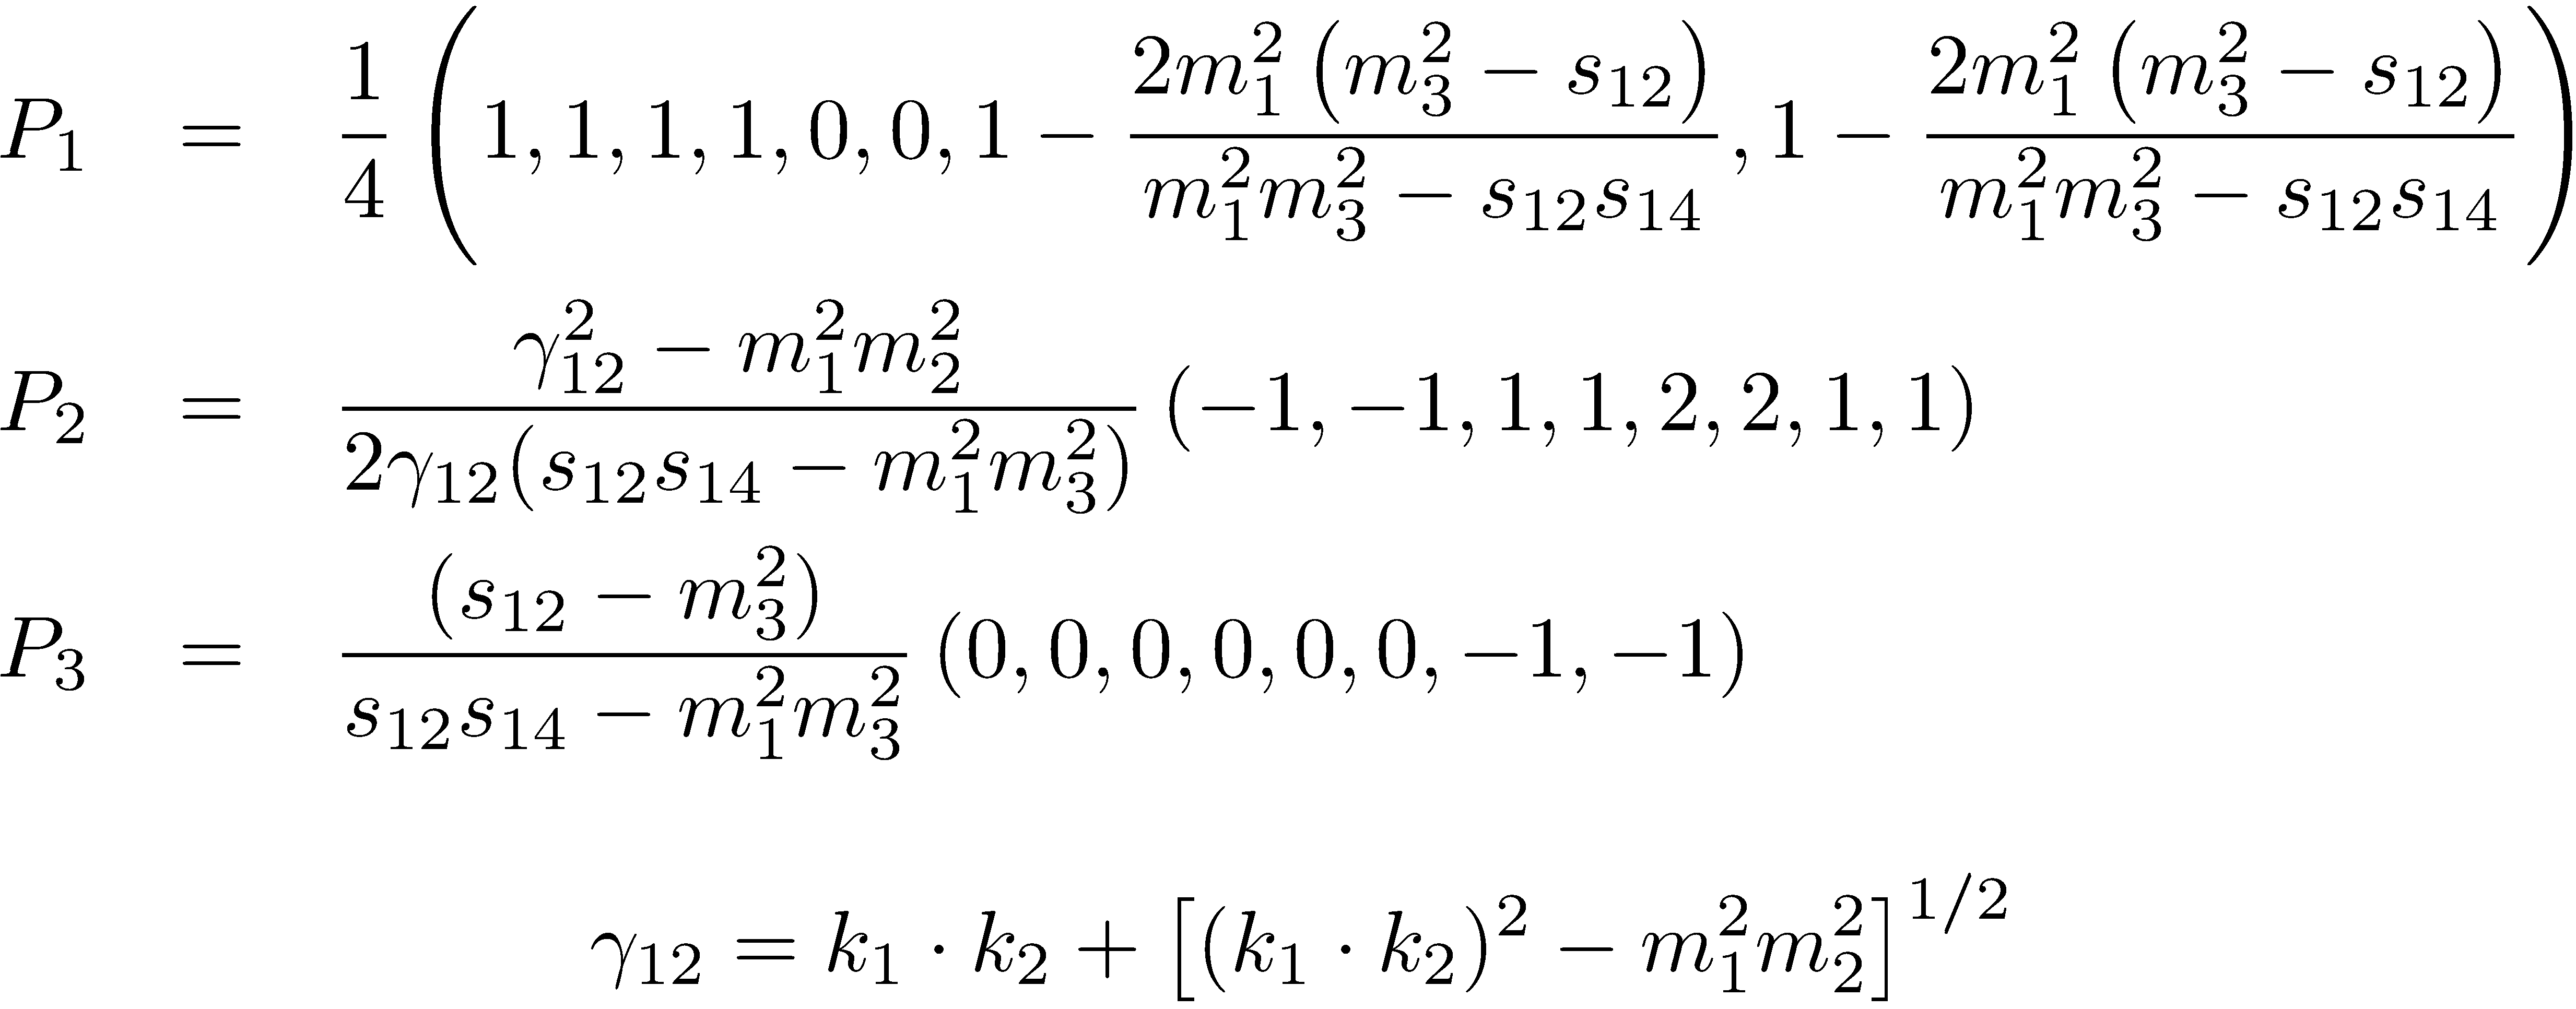 P_1 = \frac{1}{4} \left( 1, 1, 1, 1, 0, 0, 1 - \frac{2m_1^2 \left( m_3^2 - s_{12} \right)}{m_1^2 m_3^2 - s_{12} s_{14}}, 1 - \frac{2m_1^2 \left( m_3^2 - s_{12} \right)}{m_1^2 m_3^2 - s_{12} s_{14}} \right)
P_2 = \frac{\gamma_{12}^2 - m_1^2 m_2^2}{2\gamma_{12}(s_{12} s_{14} - m_1^2 m_3^2)} (-1, -1, 1, 1, 2, 2, 1, 1)
P_3 = \frac{(s_{12} - m_3^2)}{s_{12} s_{14} - m_1^2 m_3^2} (0, 0, 0, 0, 0, 0, -1, -1)
\gamma_{12} = k_1 \cdot k_2 + \left[ (k_1 \cdot k_2)^2 - m_1^2 m_2^2 \right]^{1/2}